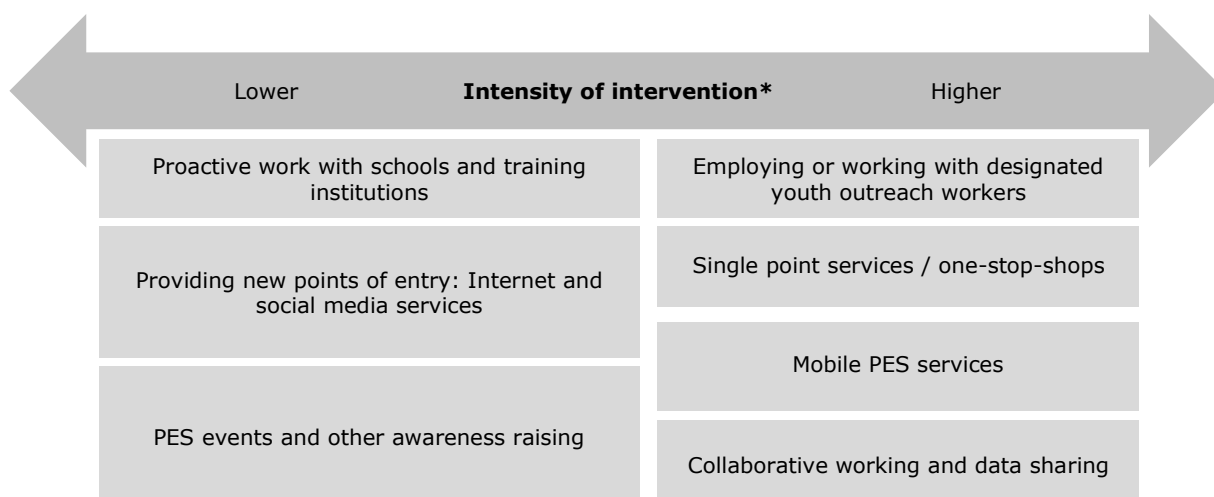 Lower Intensity of intervention* Higher
Proactive work with schools and training
institutions
Employing or working with designated
youth outreach workers
Providing new points of entry: Internet and
social media services
Single point services / one-stop-shops
Mobile PES services
PES events and other awareness raising
Collaborative working and data sharing